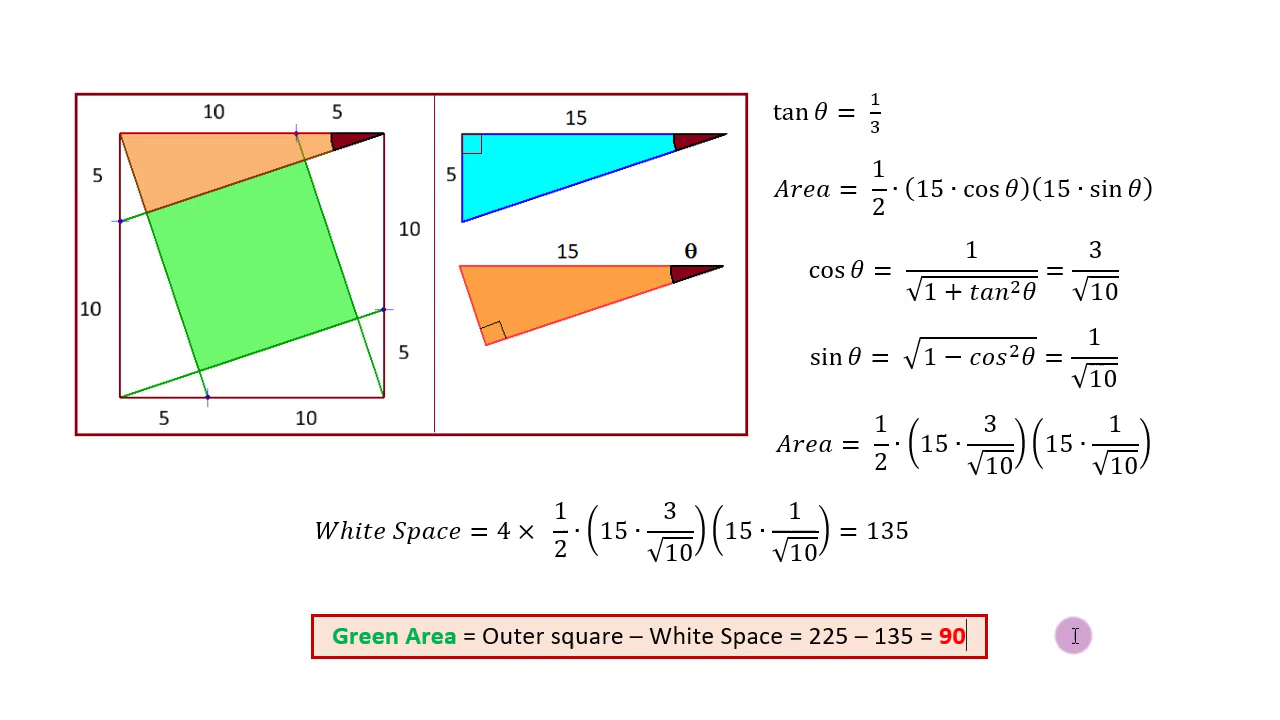 10 5
5
10
10
5
5 10
15
5
15 θ
tan θ = 1/3
Area = 1/2 · (15 · cos θ)(15 · sin θ)
cos θ = 1/√(1 + tan²θ) = 3/√10
sin θ = √(1 − cos²θ) = 1/√10
Area = 1/2 · (15 · 3/√10)(15 · 1/√10)
White Space = 4 × 1/2 · (15 · 3/√10)(15 · 1/√10) = 135
Green Area = Outer square – White Space = 225 – 135 = 90